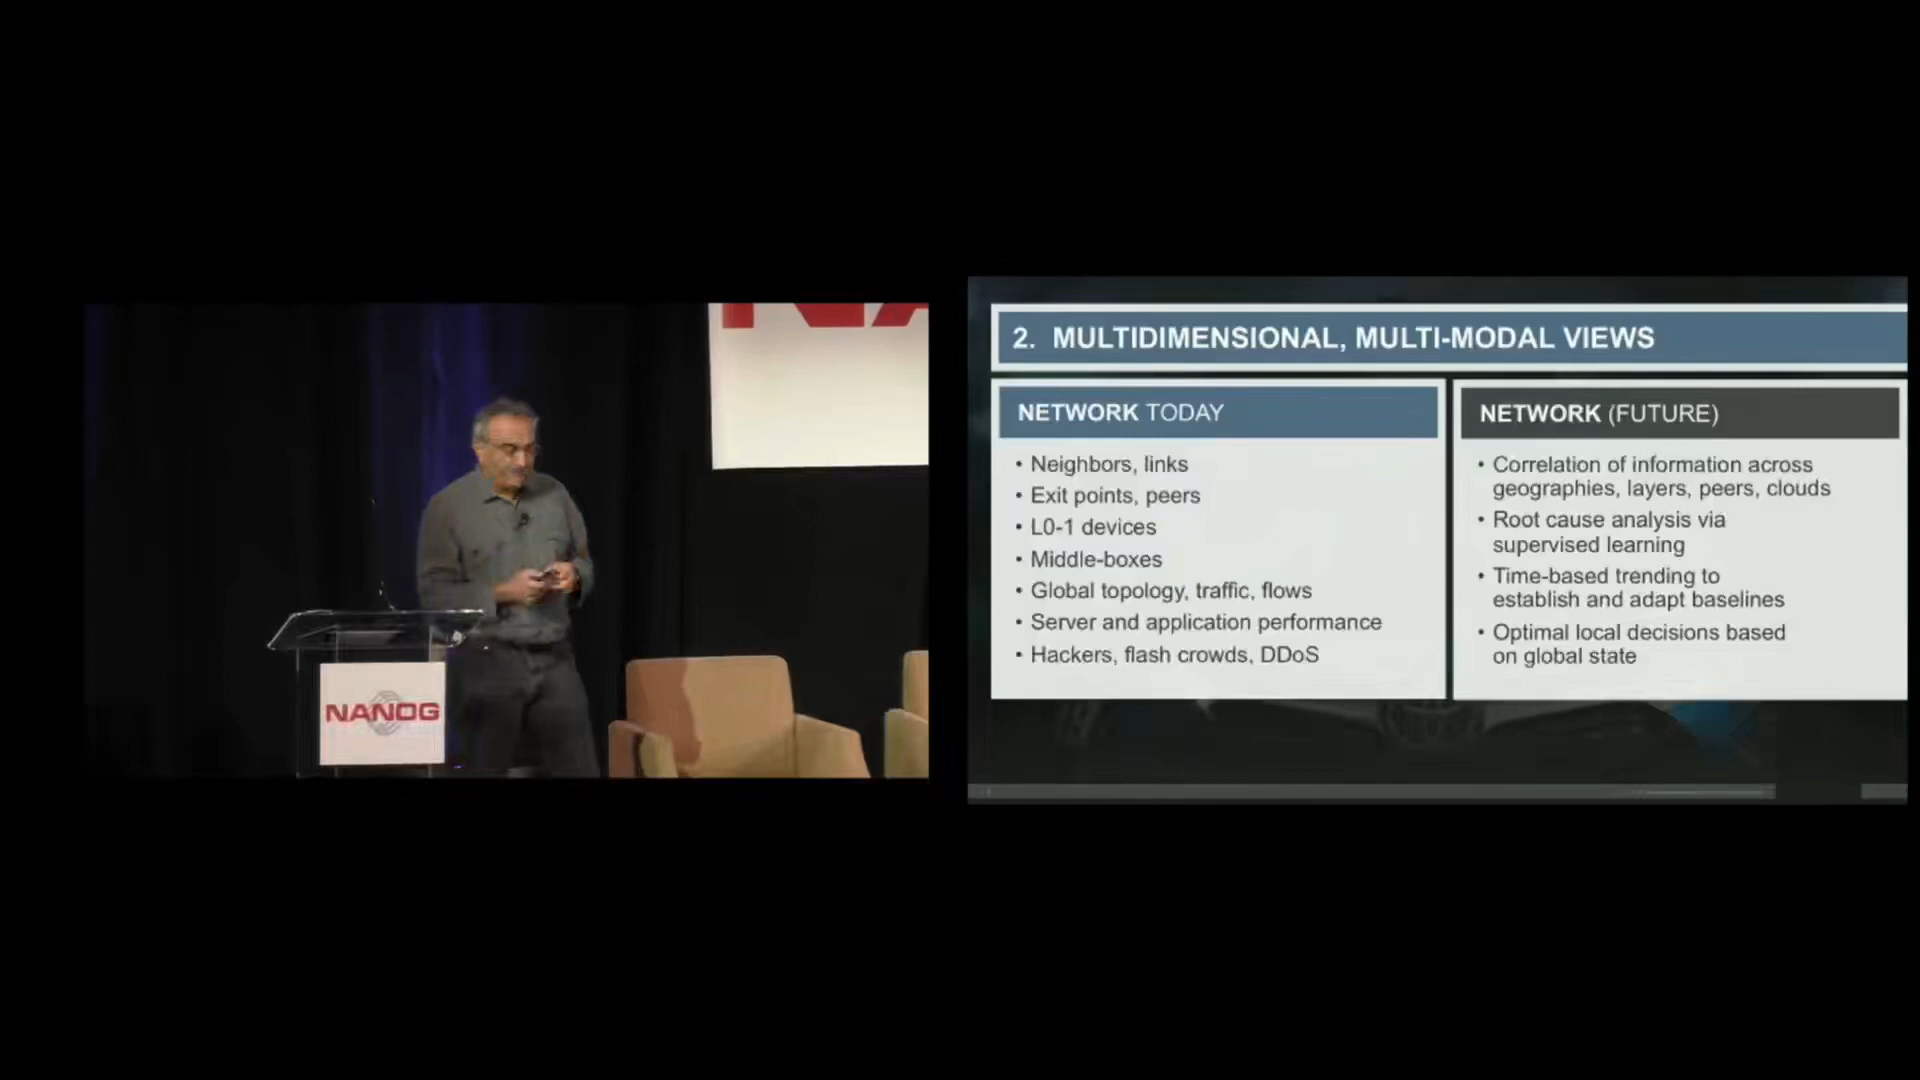 NANOG
2. MULTIDIMENSIONAL, MULTI-MODAL VIEWS
NETWORK TODAY
• Neighbors, links
• Exit points, peers
• L0-1 devices
• Middle-boxes
• Global topology, traffic, flows
• Server and application performance
• Hackers, flash crowds, DDoS
NETWORK (FUTURE)
• Correlation of information across
geographies, layers, peers, clouds
• Root cause analysis via
supervised learning
• Time-based trending to
establish and adapt baselines
• Optimal local decisions based
on global state